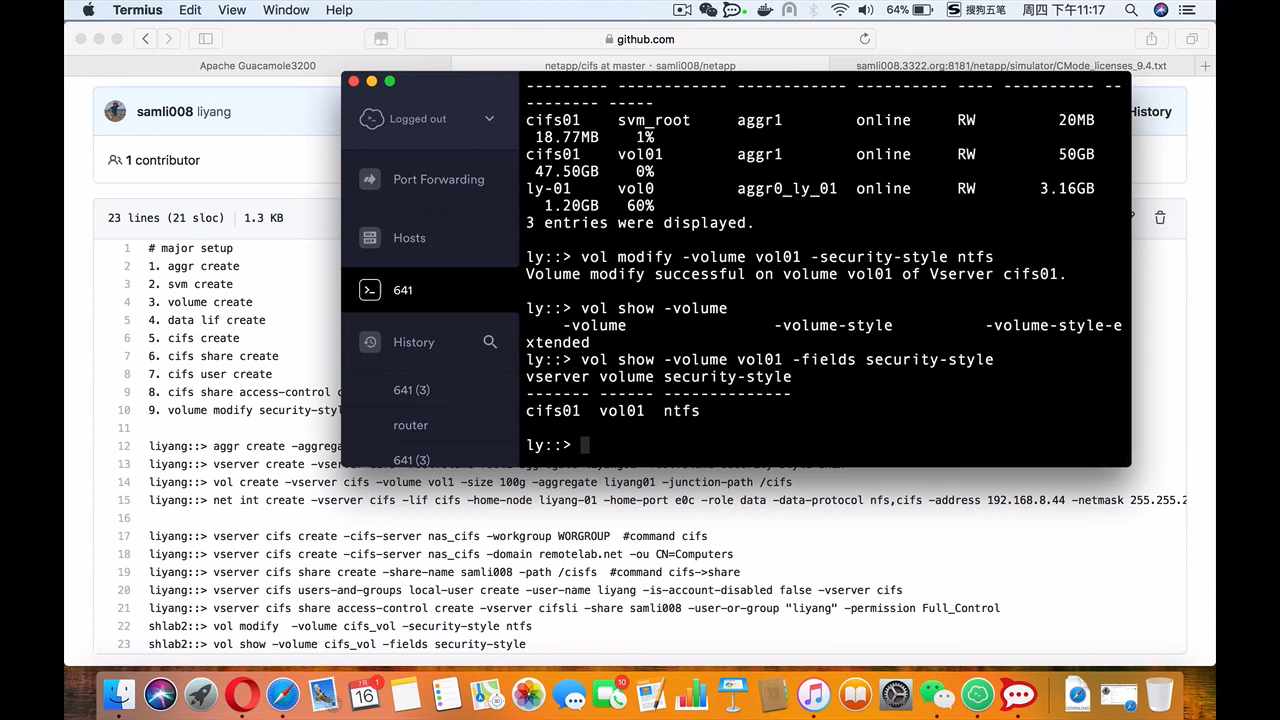 Termius Edit View Window Help 64% 搜狗五笔 周四 下午11:17
github.com
Apache Guacamole3200 netapp/cifs at master · samli008/netapp samli008.3322.org:8181/netapp/simulator/CMode_licenses_9.4.txt
samli008 liyang History
1 contributor
23 lines (21 sloc) 1.3 KB
1 # major setup
2 1. aggr create
3 2. svm create
4 3. volume create
5 4. data lif create
6 5. cifs create
7 6. cifs share create
8 7. cifs user create
9 8. cifs share access-control
10 9. volume modify security-style
11
12 liyang::> aggr create -aggrega
13 liyang::> vserver create -vser
14 liyang::> vol create -vserver cifs -volume vol1 -size 100g -aggregate liyang01 -junction-path /cifs
15 liyang::> net int create -vserver cifs -lif cifs -home-node liyang-01 -home-port e0c -role data -data-protocol nfs,cifs -address 192.168.8.44 -netmask 255.255.2
16
17 liyang::> vserver cifs create -cifs-server nas_cifs -workgroup WORGROUP #command cifs
18 liyang::> vserver cifs create -cifs-server nas_cifs -domain remotelab.net -ou CN=Computers
19 liyang::> vserver cifs share create -share-name samli008 -path /cisfs #command cifs->share
20 liyang::> vserver cifs users-and-groups local-user create -user-name liyang -is-account-disabled false -vserver cifs
21 liyang::> vserver cifs share access-control create -vserver cifsli -share samli008 -user-or-group "liyang" -permission Full_Control
22 shlab2::> vol modify -volume cifs_vol -security-style ntfs
23 shlab2::> vol show -volume cifs_vol -fields security-style
Logged out
Port Forwarding
Hosts
641
History
641 (3)
router
641 (3)
--------- ------------ ------------ ---------- ---- ---------- --
-------- -----
cifs01 svm_root aggr1 online RW 20MB
18.77MB 1%
cifs01 vol01 aggr1 online RW 50GB
47.50GB 0%
ly-01 vol0 aggr0_ly_01 online RW 3.16GB
1.20GB 60%
3 entries were displayed.
ly::> vol modify -volume vol01 -security-style ntfs
Volume modify successful on volume vol01 of Vserver cifs01.
ly::> vol show -volume
-volume -volume-style -volume-style-e
xtended
ly::> vol show -volume vol01 -fields security-style
vserver volume security-style
------- ------ --------------
cifs01 vol01 ntfs
ly::>
2月 16 1
10
DOWNLOAD